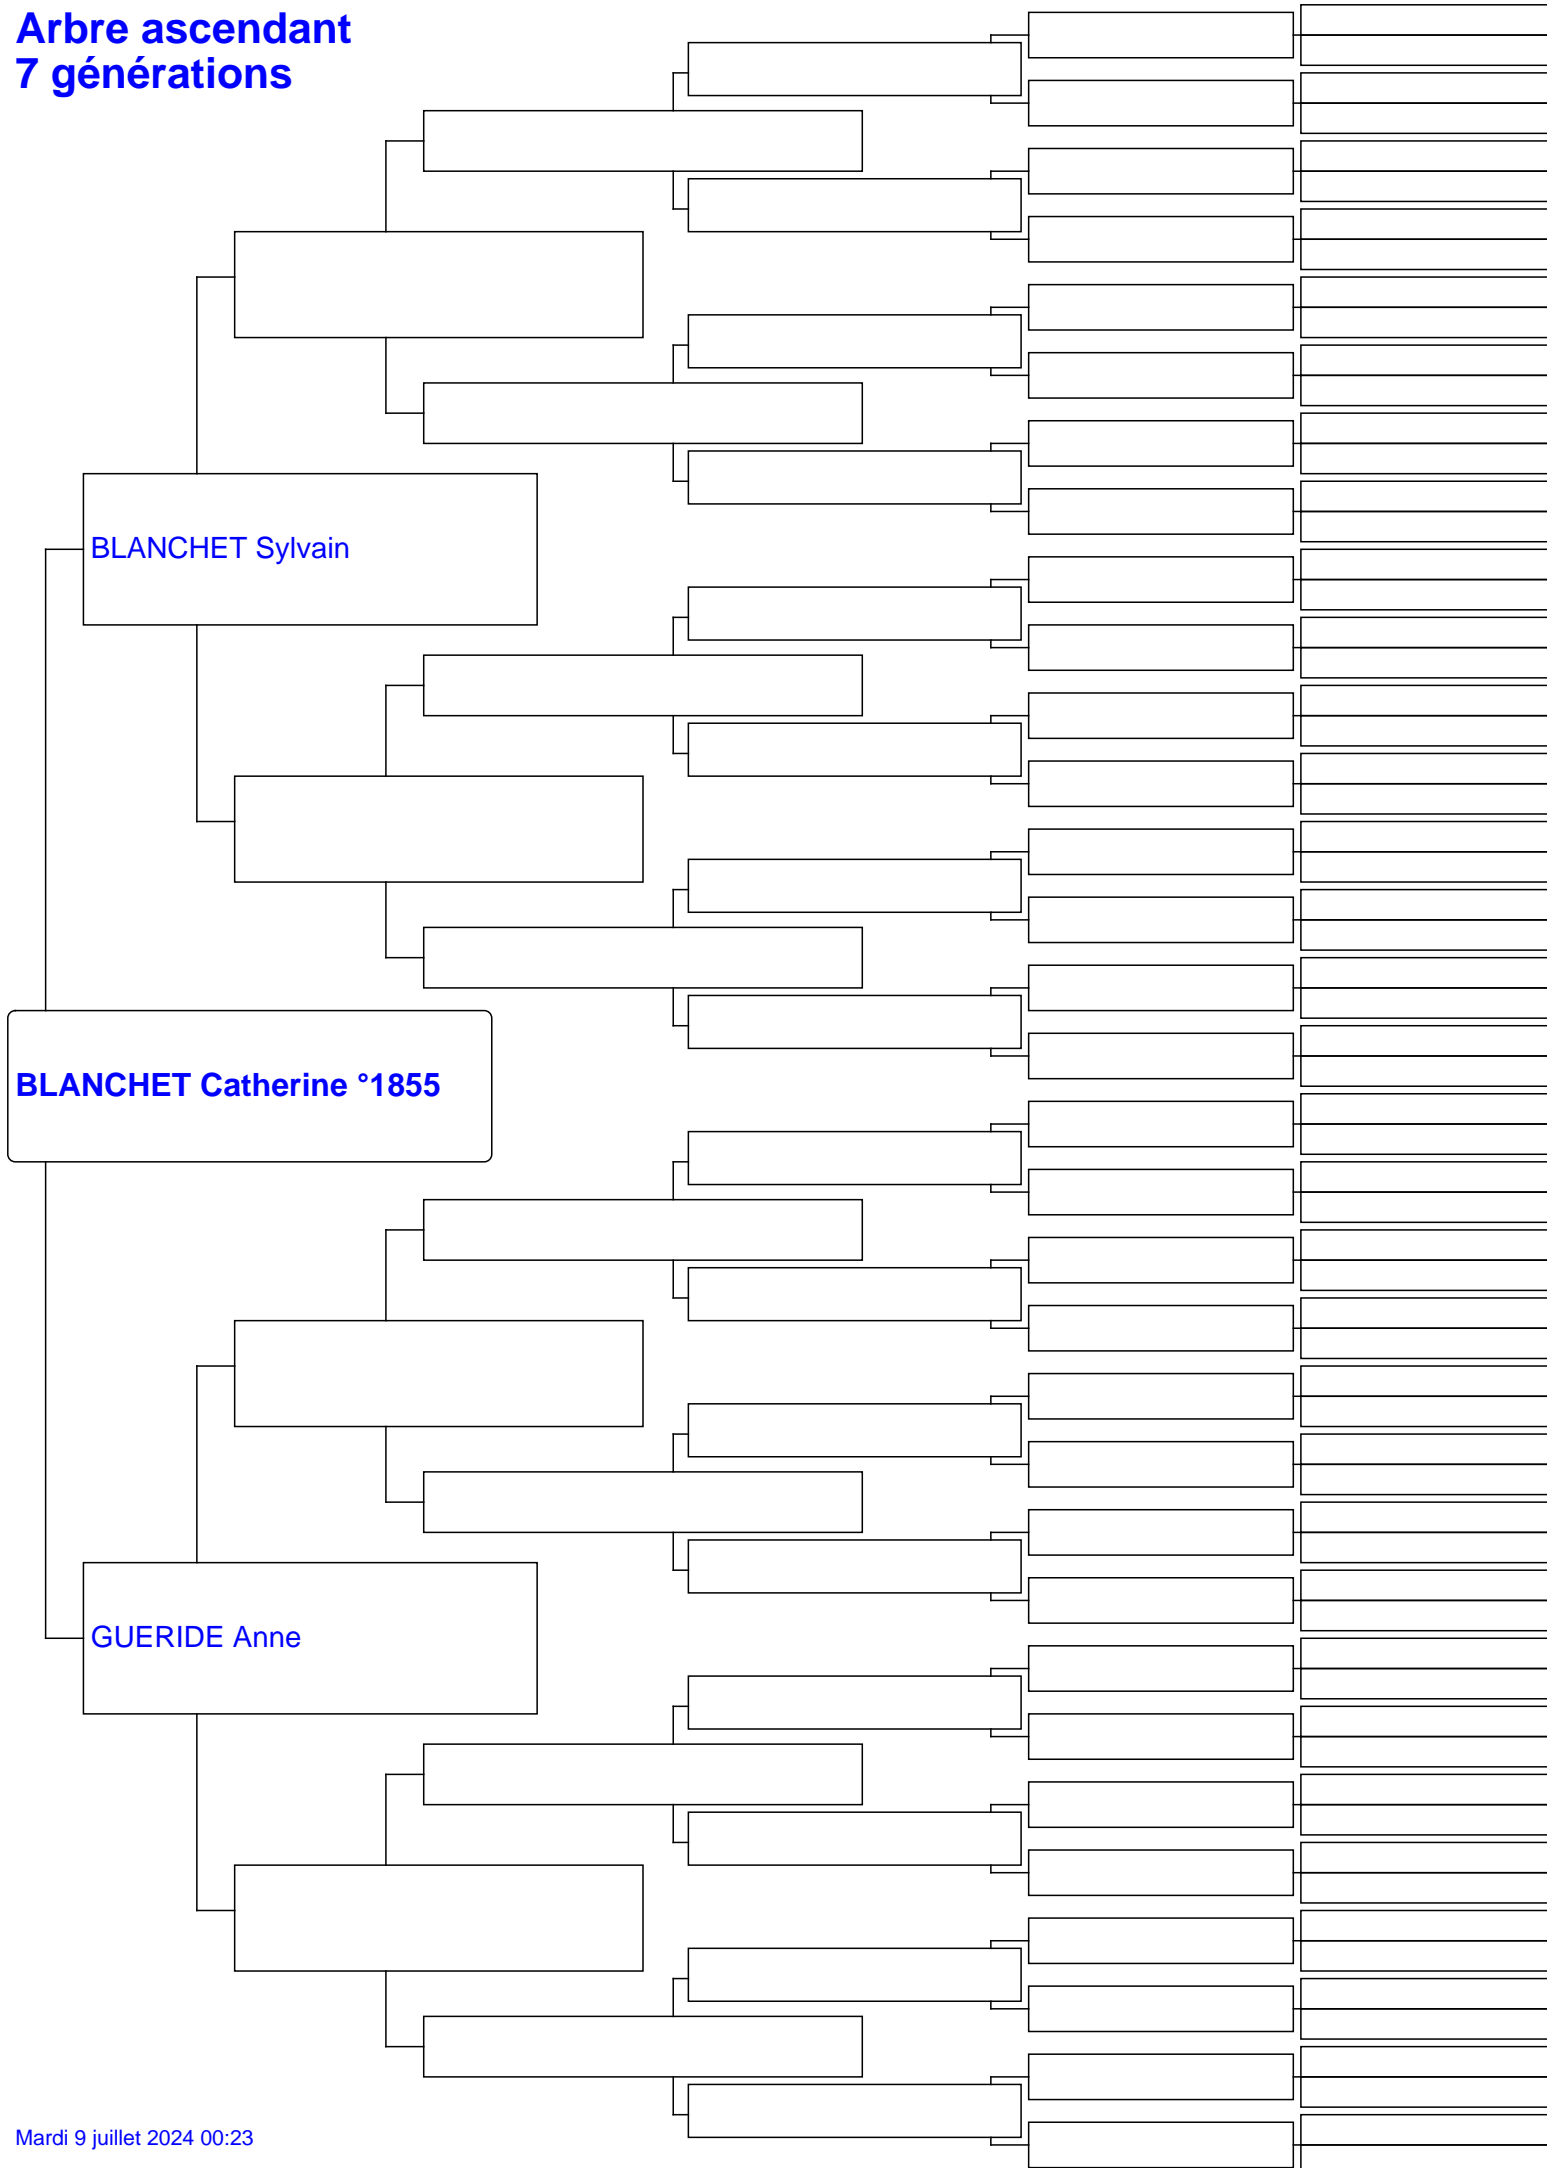 Arbre ascendant
7 générations
BLANCHET Sylvain
BLANCHET Catherine °1855
GUERIDE Anne
Mardi 9 juillet 2024 00:23